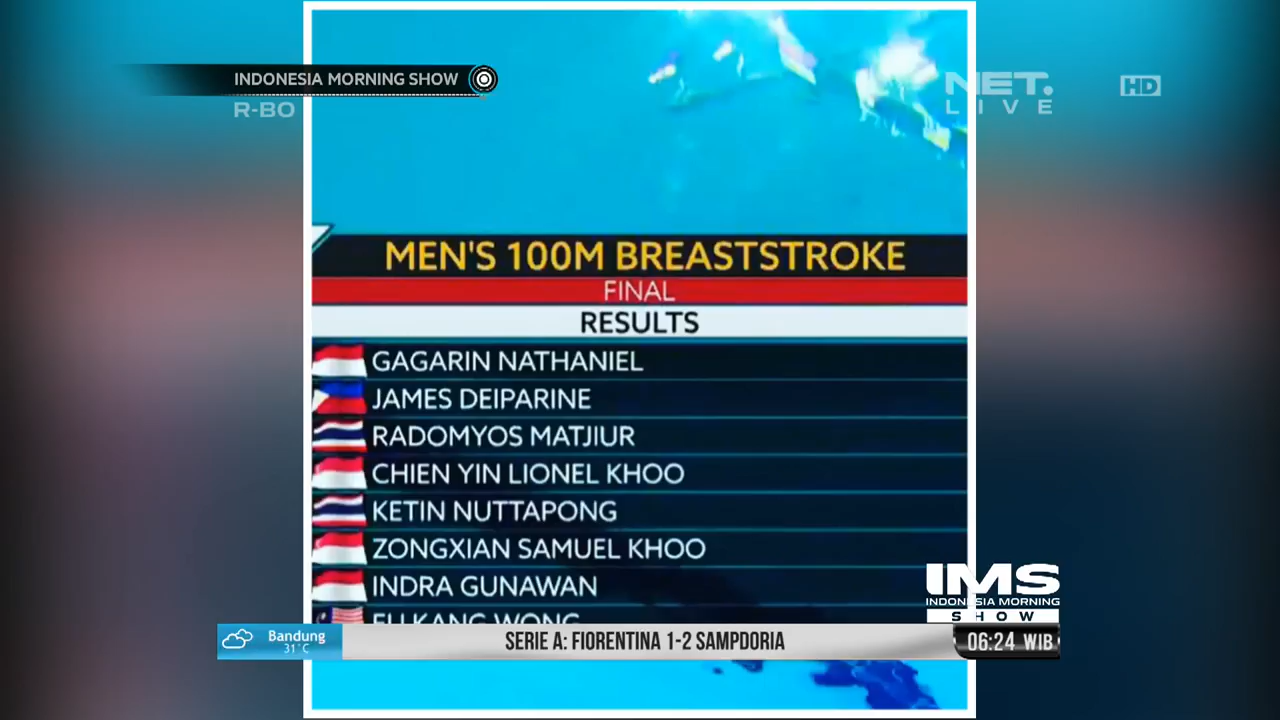 INDONESIA MORNING SHOW
R-BO
NET.
LIVE
HD
MEN'S 100M BREASTSTROKE
FINAL
RESULTS
GAGARIN NATHANIEL
JAMES DEIPARINE
RADOMYOS MATJIUR
CHIEN YIN LIONEL KHOO
KETIN NUTTAPONG
ZONGXIAN SAMUEL KHOO
INDRA GUNAWAN
WONG
IMS
INDONESIA MORNING
SHOW
Bandung
31°C
SERIE A: FIORENTINA 1-2 SAMPDORIA
06:24 WIB